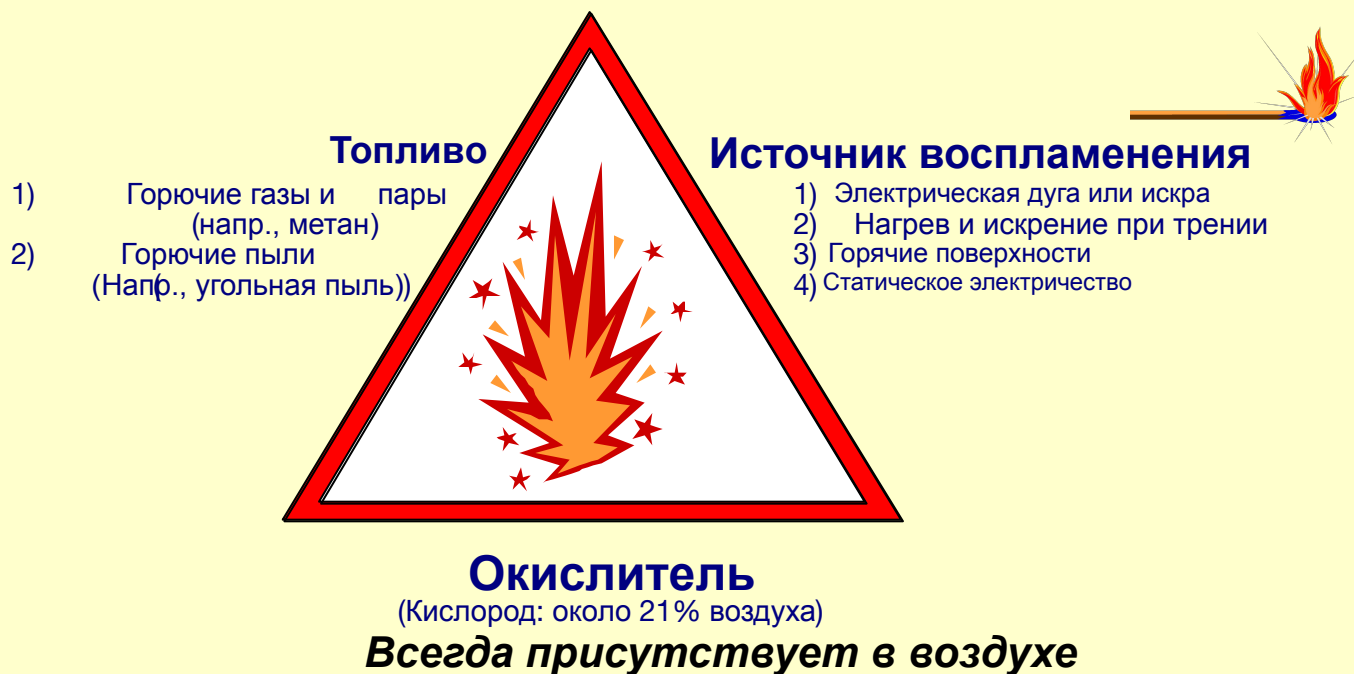 Топливо
1) Горючие газы и пары
(напр., метан)
2) Горючие пыли
(Напр., угольная пыль))
Источник воспламенения
1) Электрическая дуга или искра
2) Нагрев и искрение при трении
3) Горячие поверхности
4) Статическое электричество
Окислитель
(Кислород: около 21% воздуха)
Всегда присутствует в воздухе